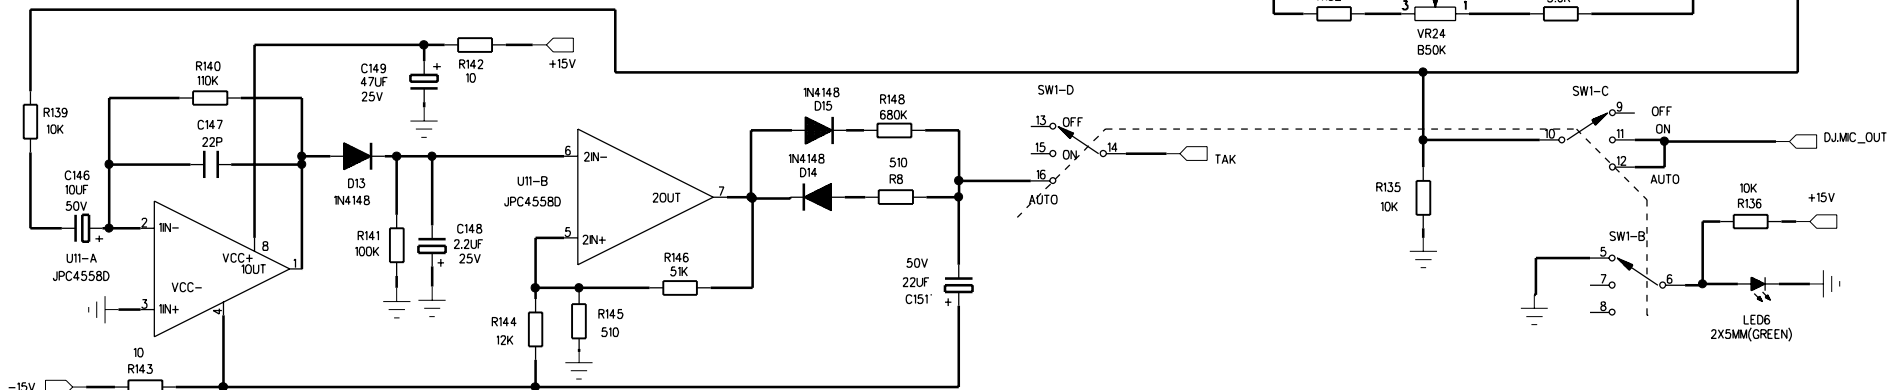 3
1
VR24
B50K
R140
110K
C149
47UF
25V
+
R142
10
+15V
R139
10K
C147
22P
C146
10UF
50V
+
U11-A
JPC4558D
2
1IN-
8
VCC+
1OUT
1
VCC-
3
1IN+
4
10
R143
-15V
D13
1N4148
R141
100K
C148
2.2UF
25V
+
U11-B
JPC4558D
6
2IN-
2OUT
7
5
2IN+
R146
51K
R144
12K
R145
510
1N4148
D15
R148
680K
1N4148
D14
510
R8
50V
22UF
C151
+
SW1-D
13
OFF
15
ON
14
TAK
16
AUTO
R135
10K
SW1-C
9
OFF
ON
10
11
DJ.MIC_OUT
12
AUTO
10K
R136
+15V
SW1-B
5
7
6
8
LED6
2X5MM(GREEN)